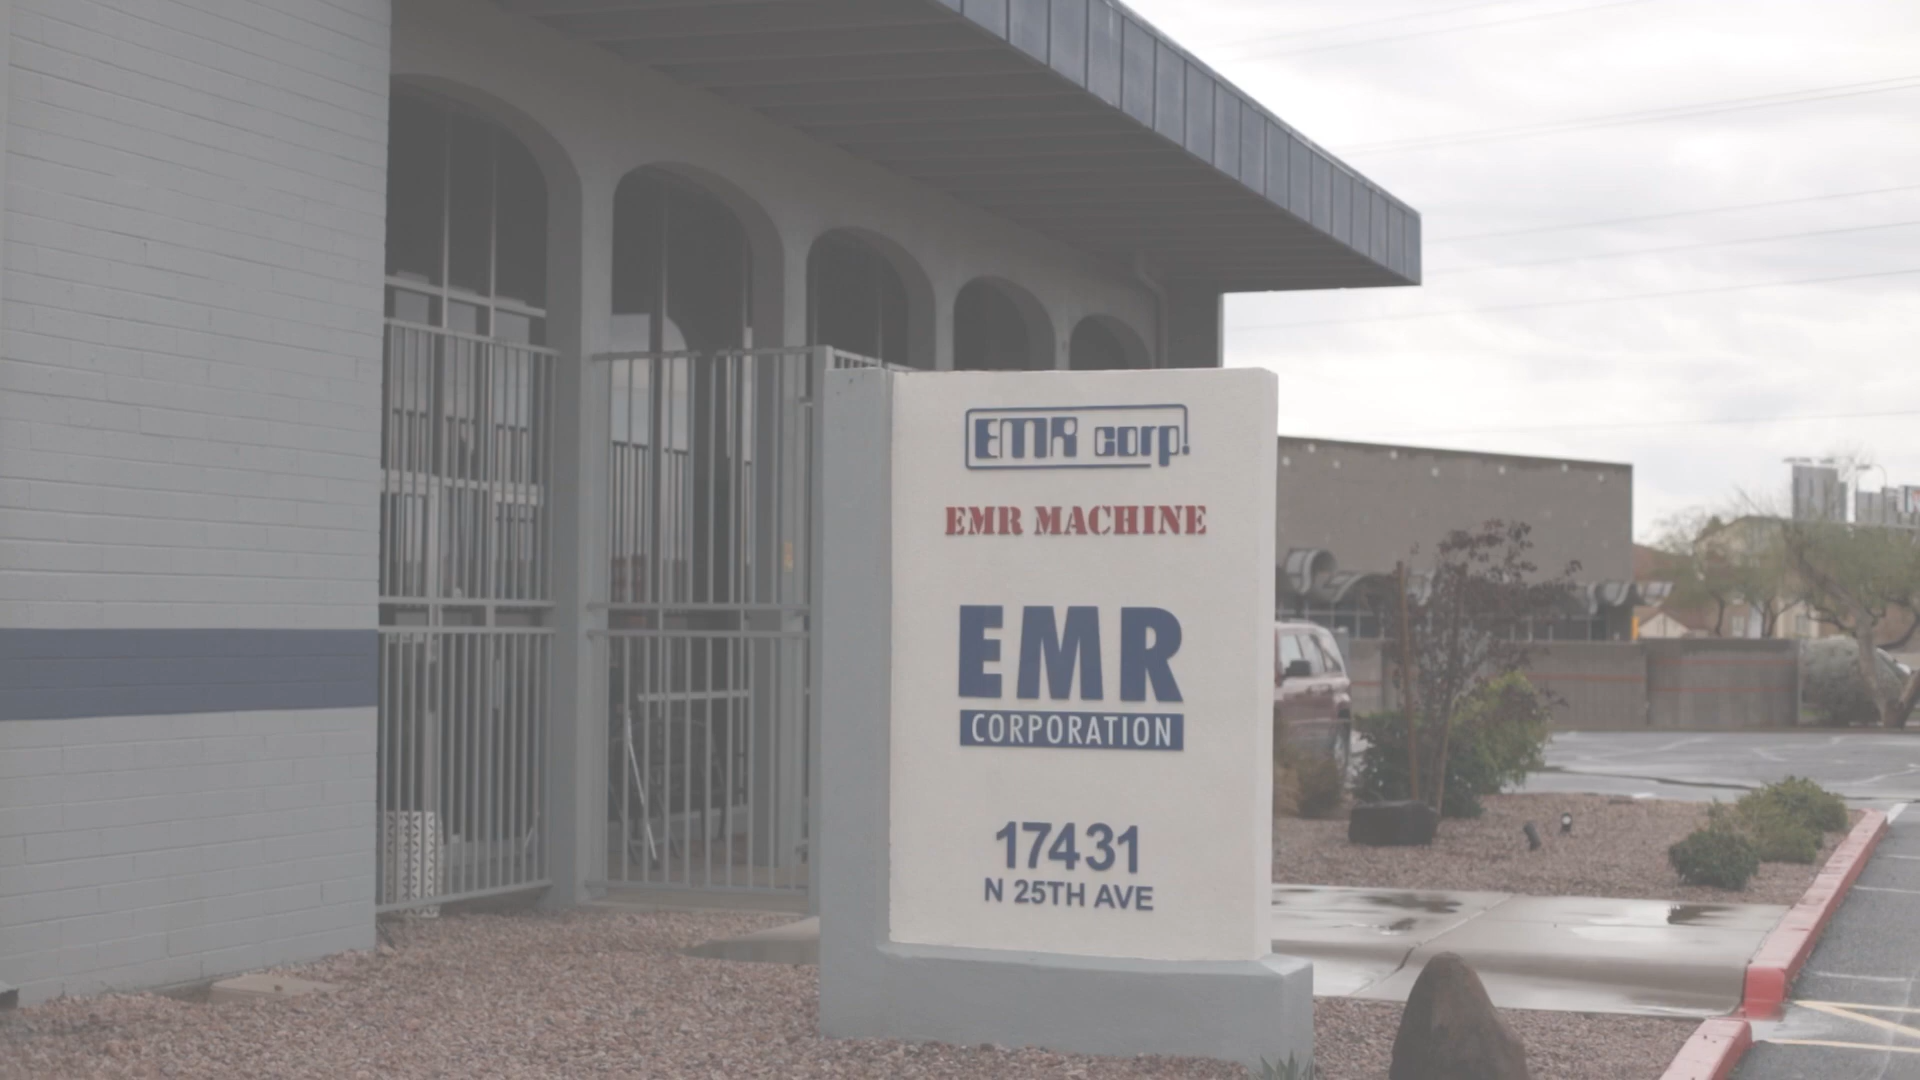 EMR corp.
EMR MACHINE
EMR
CORPORATION
17431
N 25TH AVE